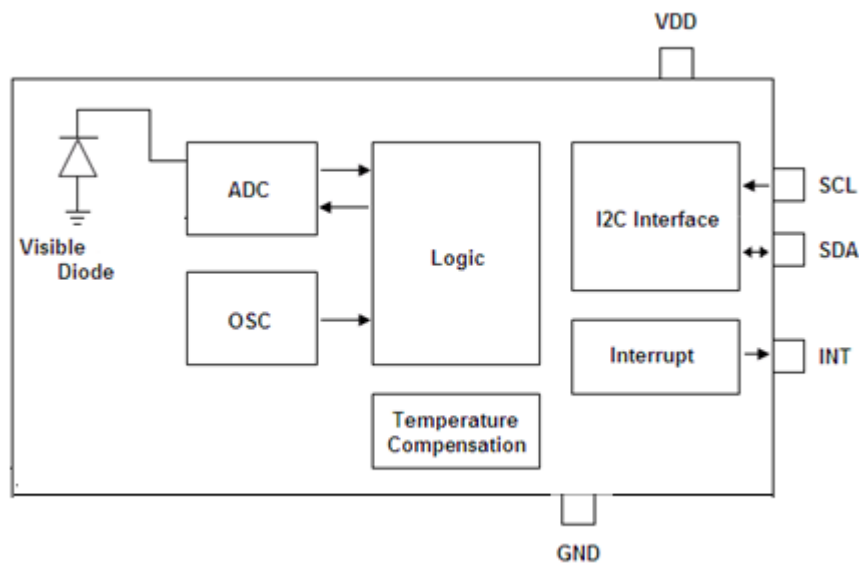 VDD
ADC
Logic
I2C Interface
SCL
SDA
Visible
Diode
OSC
Interrupt
INT
Temperature
Compensation
GND